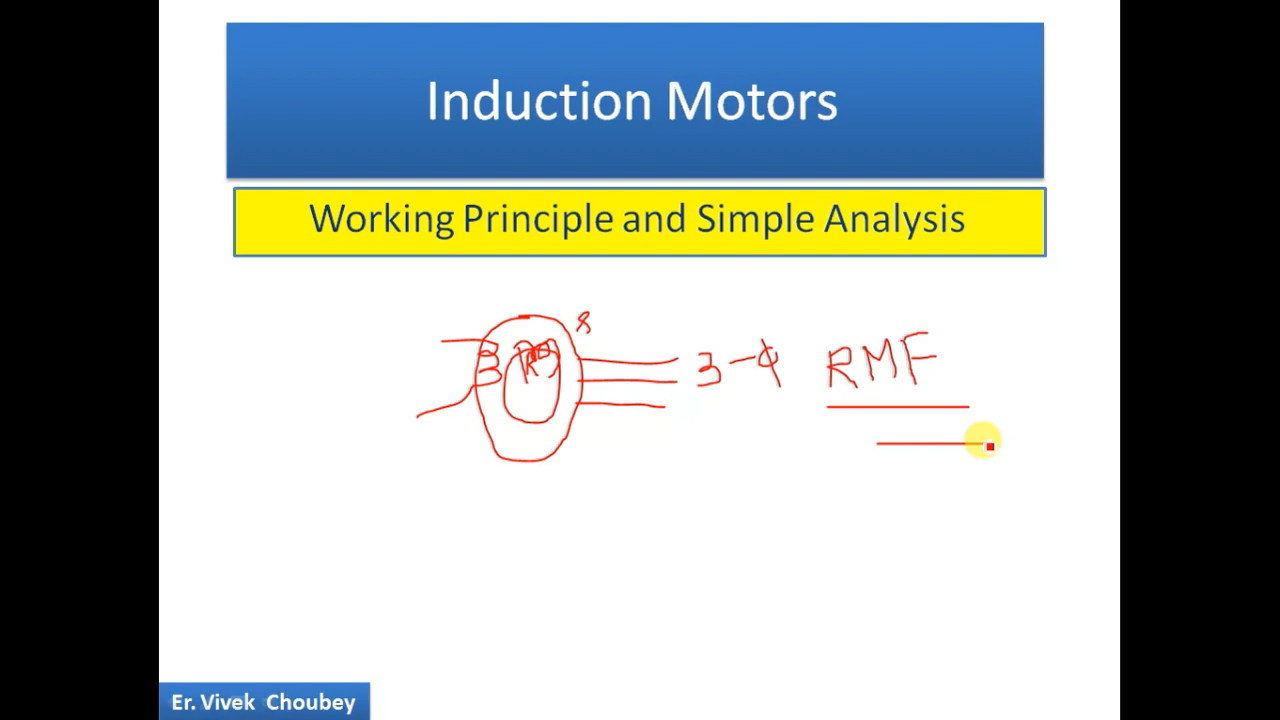 Induction Motors
Working Principle and Simple Analysis
3-ϕ RMF
Er. Vivek Choubey